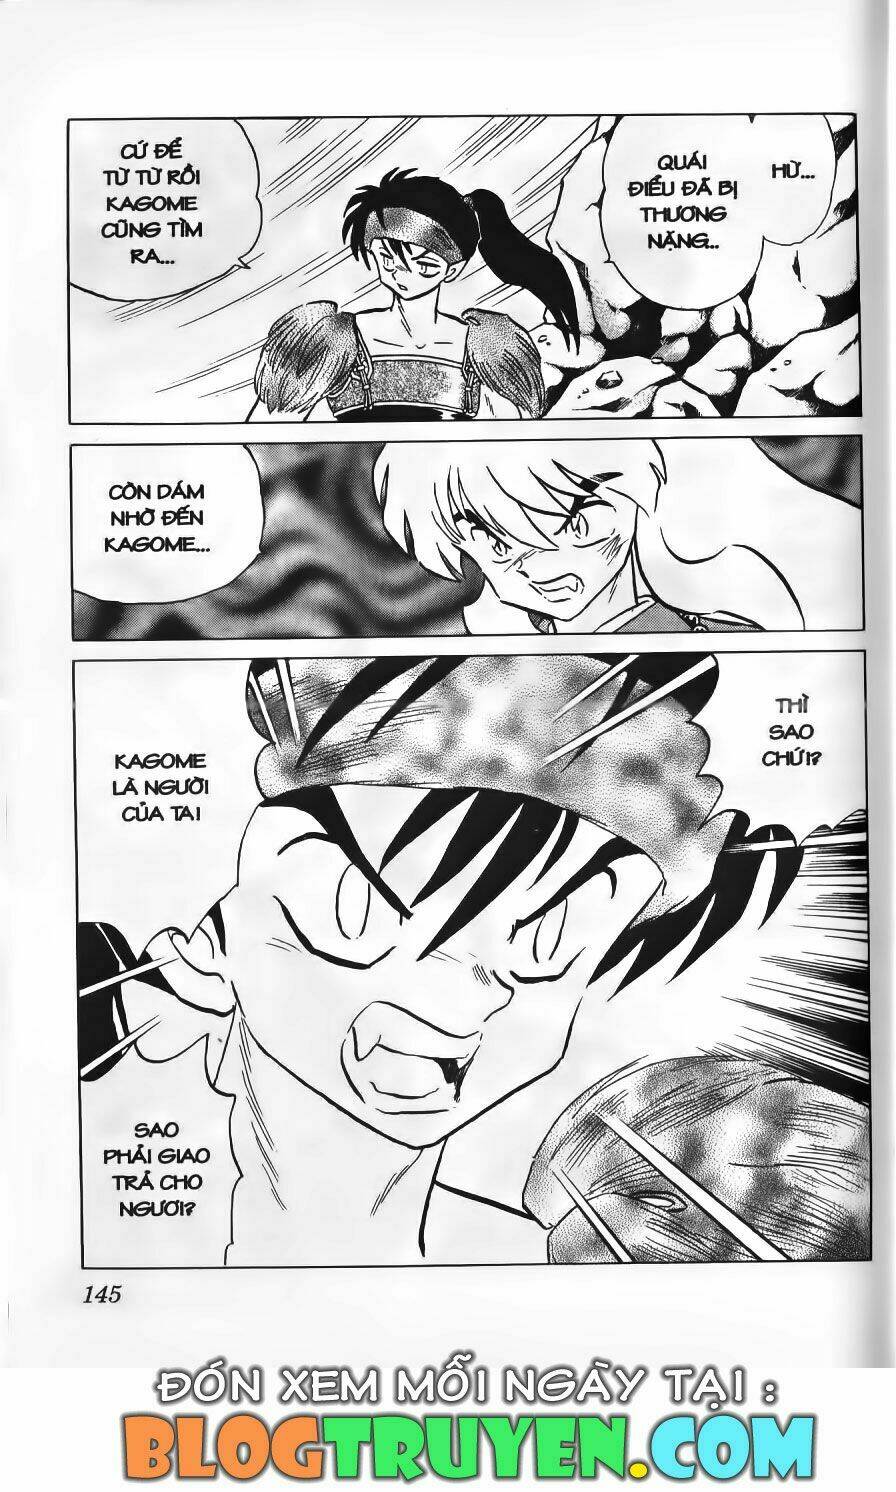 HỪ...
QUÁI
ĐIỂU ĐÃ BỊ
THƯƠNG
NẶNG...
CỨ ĐỂ
TỪ TỪ RỒI
KAGOME
CŨNG TÌM
RA...
CÒN DÁM
NHỜ ĐẾN
KAGOME...
THÌ
SAO
CHỨ!?
KAGOME
LÀ NGƯỜI
CỦA TA!
SAO
PHẢI GIAO
TRẢ CHO
NGƯƠI?
145
ĐÓN XEM MỖI NGÀY TẠI :
BLOGTRUYEN.COM